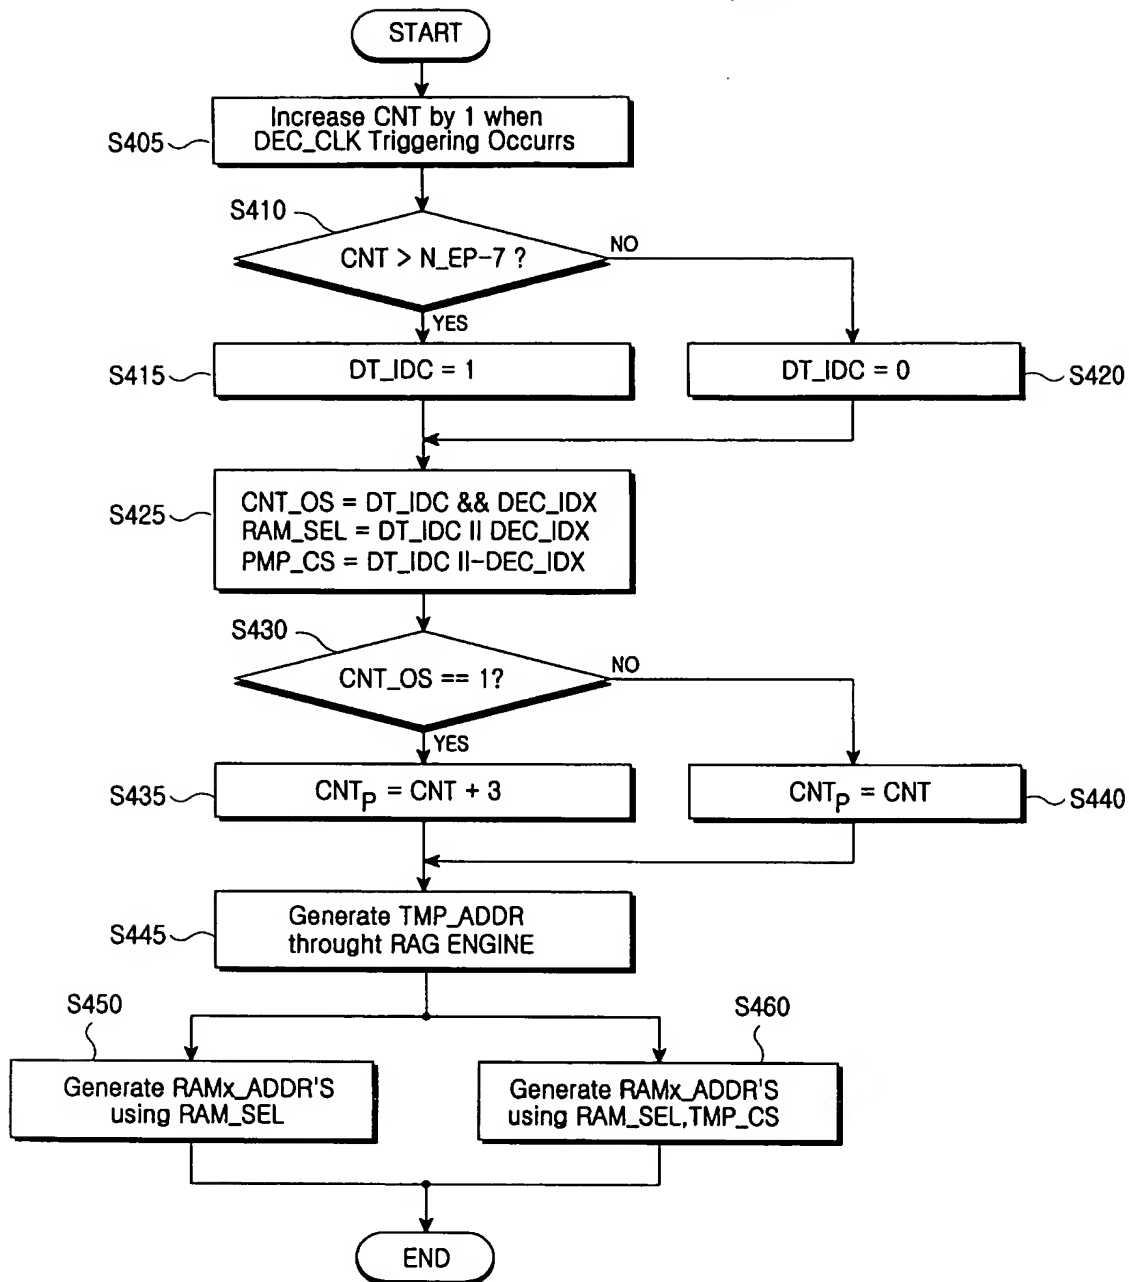 START
Increase CNT by 1 when
DEC_CLK Triggering Occurrs
S405
S410
CNT > N_EP-7 ?
NO
YES
S415
DT_IDC = 1
DT_IDC = 0
S420
S425
CNT_OS = DT_IDC && DEC_IDX
RAM_SEL = DT_IDC || DEC_IDX
PMP_CS = DT_IDC ||~DEC_IDX
S430
CNT_OS == 1?
NO
YES
S435
CNTP = CNT + 3
CNTP = CNT
S440
S445
Generate TMP_ADDR
throught RAG ENGINE
S450
S460
Generate RAMx_ADDR'S
using RAM_SEL
Generate RAMx_ADDR'S
using RAM_SEL,TMP_CS
END